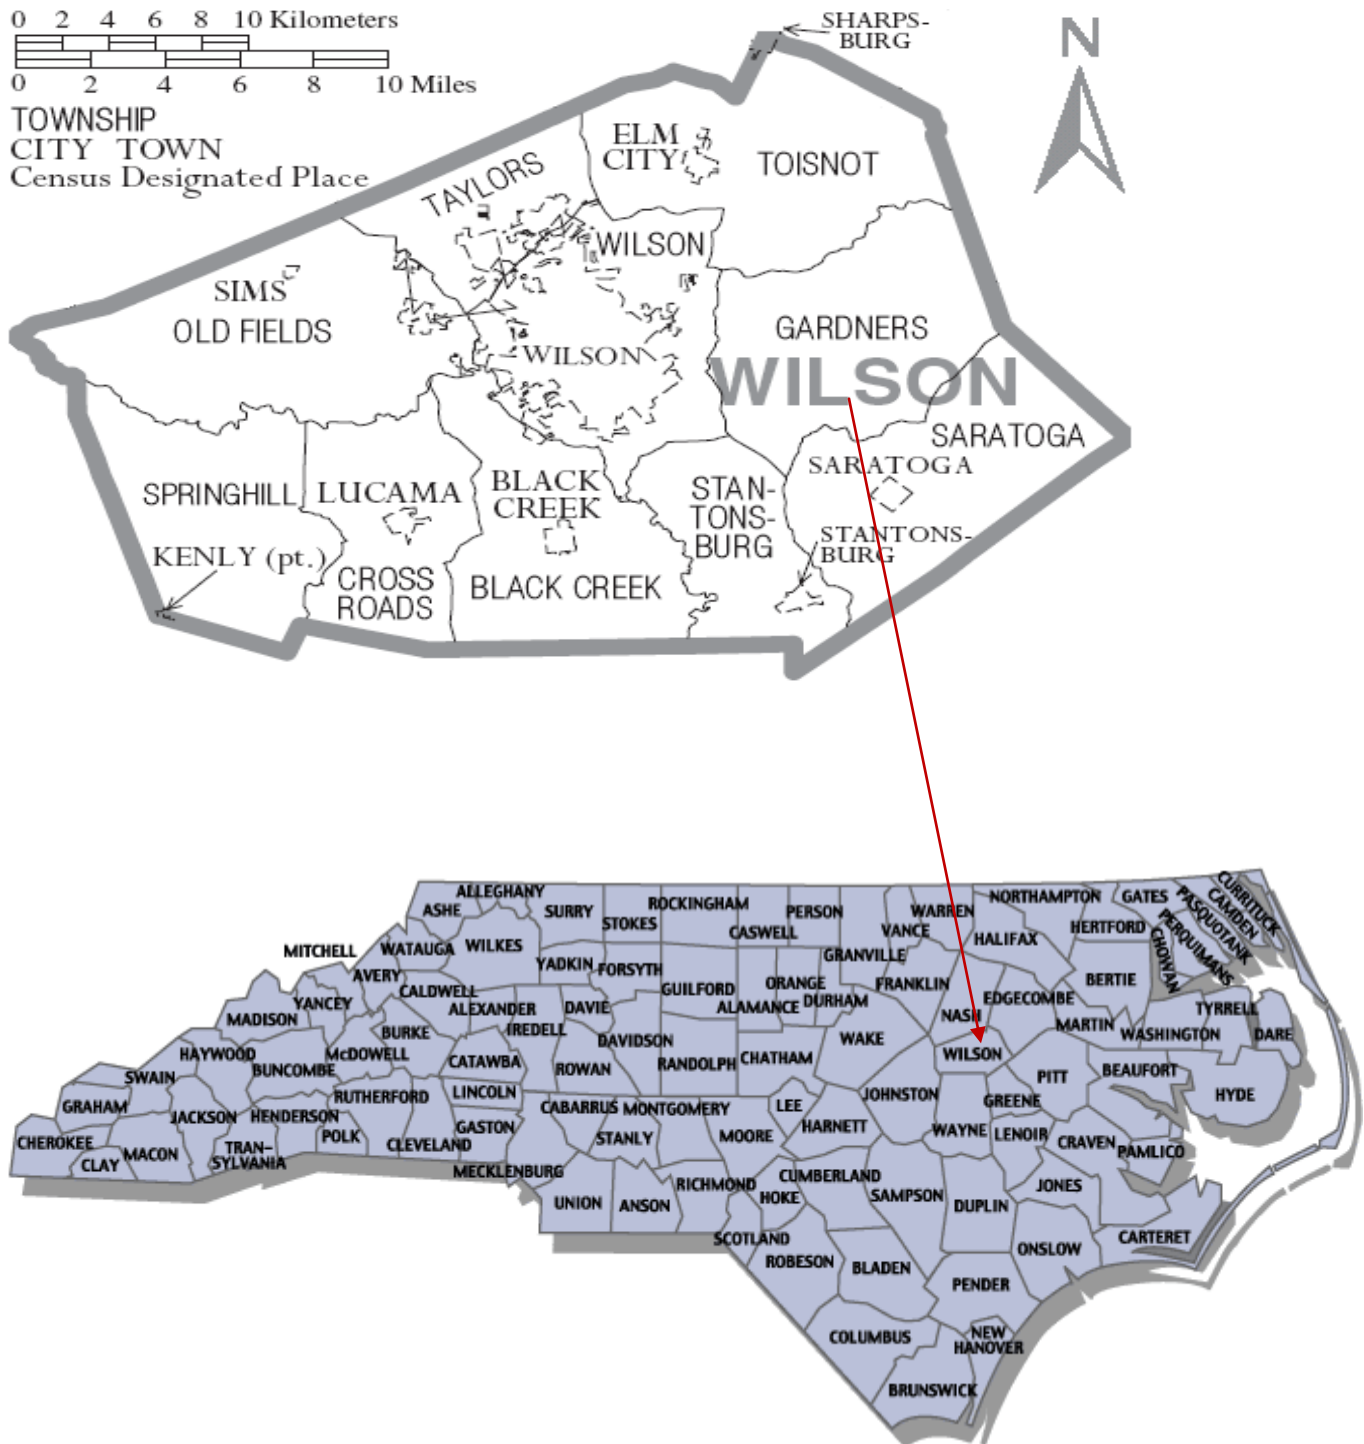 0 2 4 6 8 10 Kilometers
0 2 4 6 8 10 Miles
TOWNSHIP
CITY TOWN
Census Designated Place
SHARPS-
BURG
N
ELM
CITY
TOISNOT
TAYLORS
WILSON
SIMS
OLD FIELDS
GARDNERS
WILSON
WILSON
SARATOGA
SARATOGA
SPRINGHILL
LUCAMA
BLACK
CREEK
STAN-
TONS-
BURG
STANTONS-
BURG
KENLY (pt.)
CROSS
ROADS
BLACK CREEK
ALLEGHANY
ASHE
SURRY
STOKES
ROCKINGHAM
CASWELL
PERSON
VANCE
WARREN
NORTHAMPTON
GATES
CURRITUCK
CAMDEN
PASQUOTANK
PERQUIMANS
CHOWAN
HERTFORD
HALIFAX
MITCHELL
WATAUGA
WILKES
YADKIN
FORSYTH
GUILFORD
ALAMANCE
ORANGE
DURHAM
GRANVILLE
FRANKLIN
NASH
EDGECOMBE
BERTIE
AVERY
CALDWELL
ALEXANDER
DAVIE
IREDELL
DAVIDSON
RANDOLPH
CHATHAM
WAKE
WILSON
MARTIN
WASHINGTON
TYRRELL
DARE
MADISON
YANCEY
BURKE
McDOWELL
BUNCOMBE
HAYWOOD
SWAIN
GRAHAM
CATAWBA
ROWAN
LINCOLN
CABARRUS
MONTGOMERY
LEE
JOHNSTON
GREENE
PITT
BEAUFORT
HYDE
CHEROKEE
CLAY
MACON
JACKSON
TRAN-
SYLVANIA
HENDERSON
POLK
RUTHERFORD
CLEVELAND
GASTON
MECKLENBURG
STANLY
MOORE
HARNETT
WAYNE
LENOIR
CRAVEN
PAMLICO
UNION
ANSON
RICHMOND
HOKE
CUMBERLAND
SAMPSON
DUPLIN
JONES
CARTERET
SCOTLAND
ROBESON
BLADEN
PENDER
ONSLOW
COLUMBUS
NEW
HANOVER
BRUNSWICK